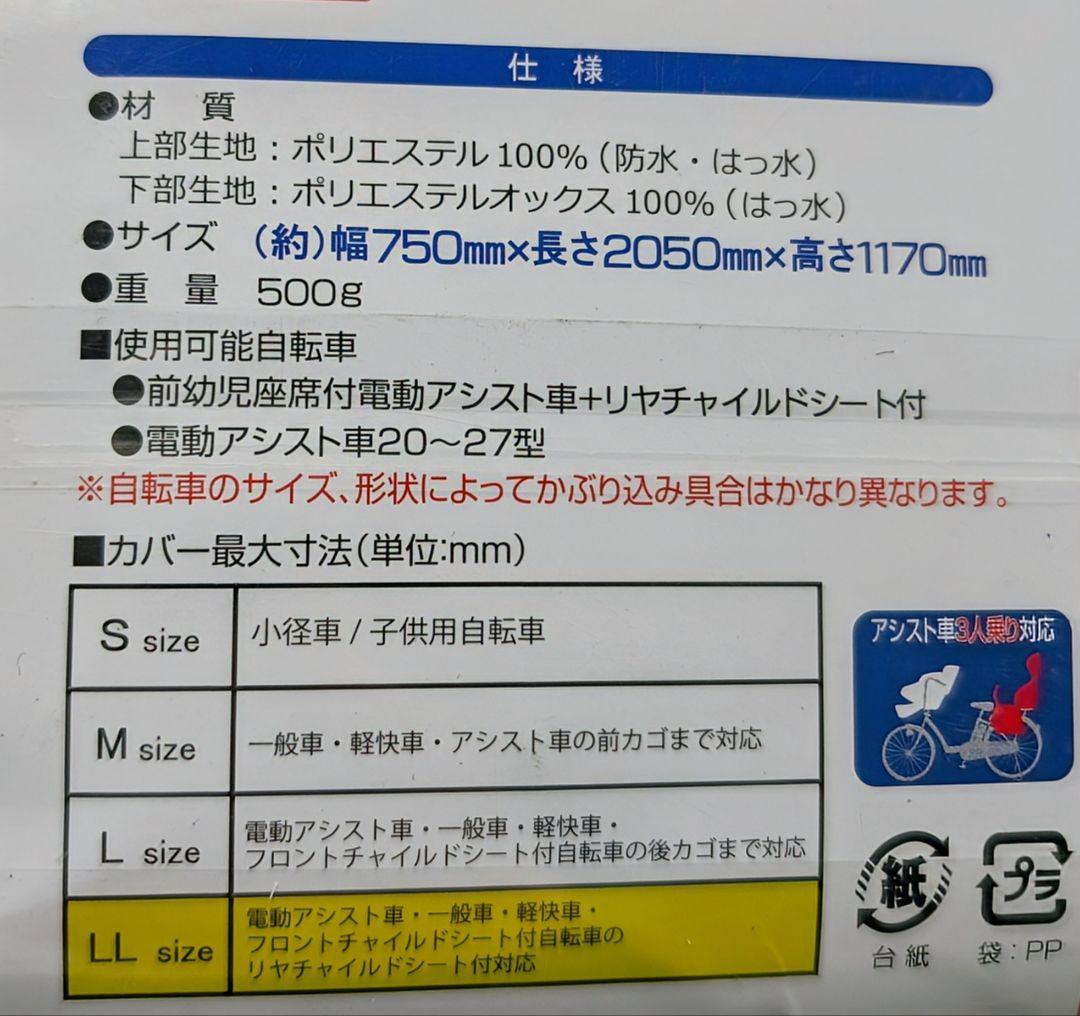 仕 様
●材 質
上部生地：ポリエステル100%（防水・はっ水）
下部生地：ポリエステルオックス100%（はっ水）
●サイズ （約）幅750mm×長さ2050mm×高さ1170mm
●重 量 500g
■使用可能自転車
●前幼児座席付電動アシスト車+リヤチャイルドシート付
●電動アシスト車20〜27型
※自転車のサイズ、形状によってかぶり込み具合はかなり異なります。
■カバー最大寸法（単位:mm）
S size
小径車 / 子供用自転車
M size
一般車・軽快車・アシスト車の前カゴまで対応
L size
電動アシスト車・一般車・軽快車・
フロントチャイルドシート付自転車の後カゴまで対応
LL size
電動アシスト車・一般車・軽快車・
フロントチャイルドシート付自転車の
リヤチャイルドシート付対応
アシスト車3人乗り対応
紙
台紙
プラ
袋：PP